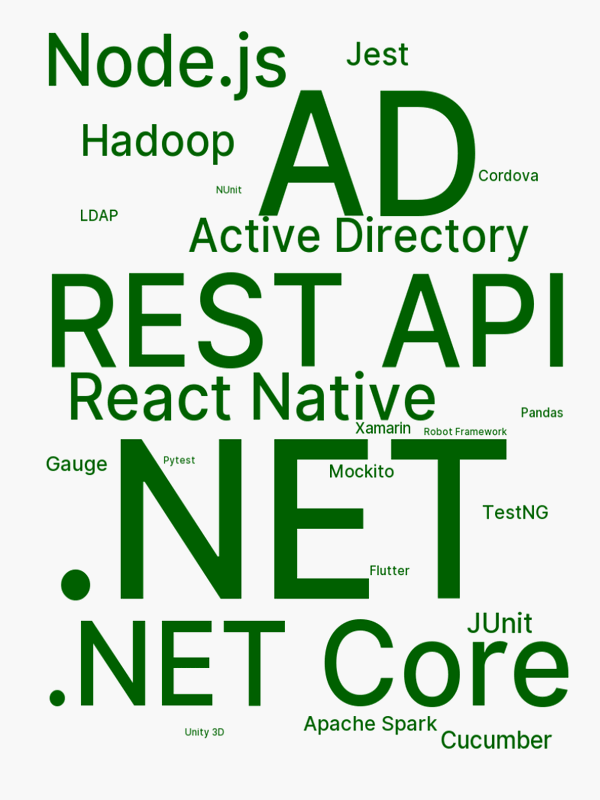 Node.js
Jest
AD
Hadoop
Cordova
NUnit
LDAP
Active Directory
REST API
React Native
Pandas
Xamarin
Robot Framework
.NET
Gauge
Pytest
Mockito
TestNG
Flutter
JUnit
.NET Core
Apache Spark
Unity 3D
Cucumber